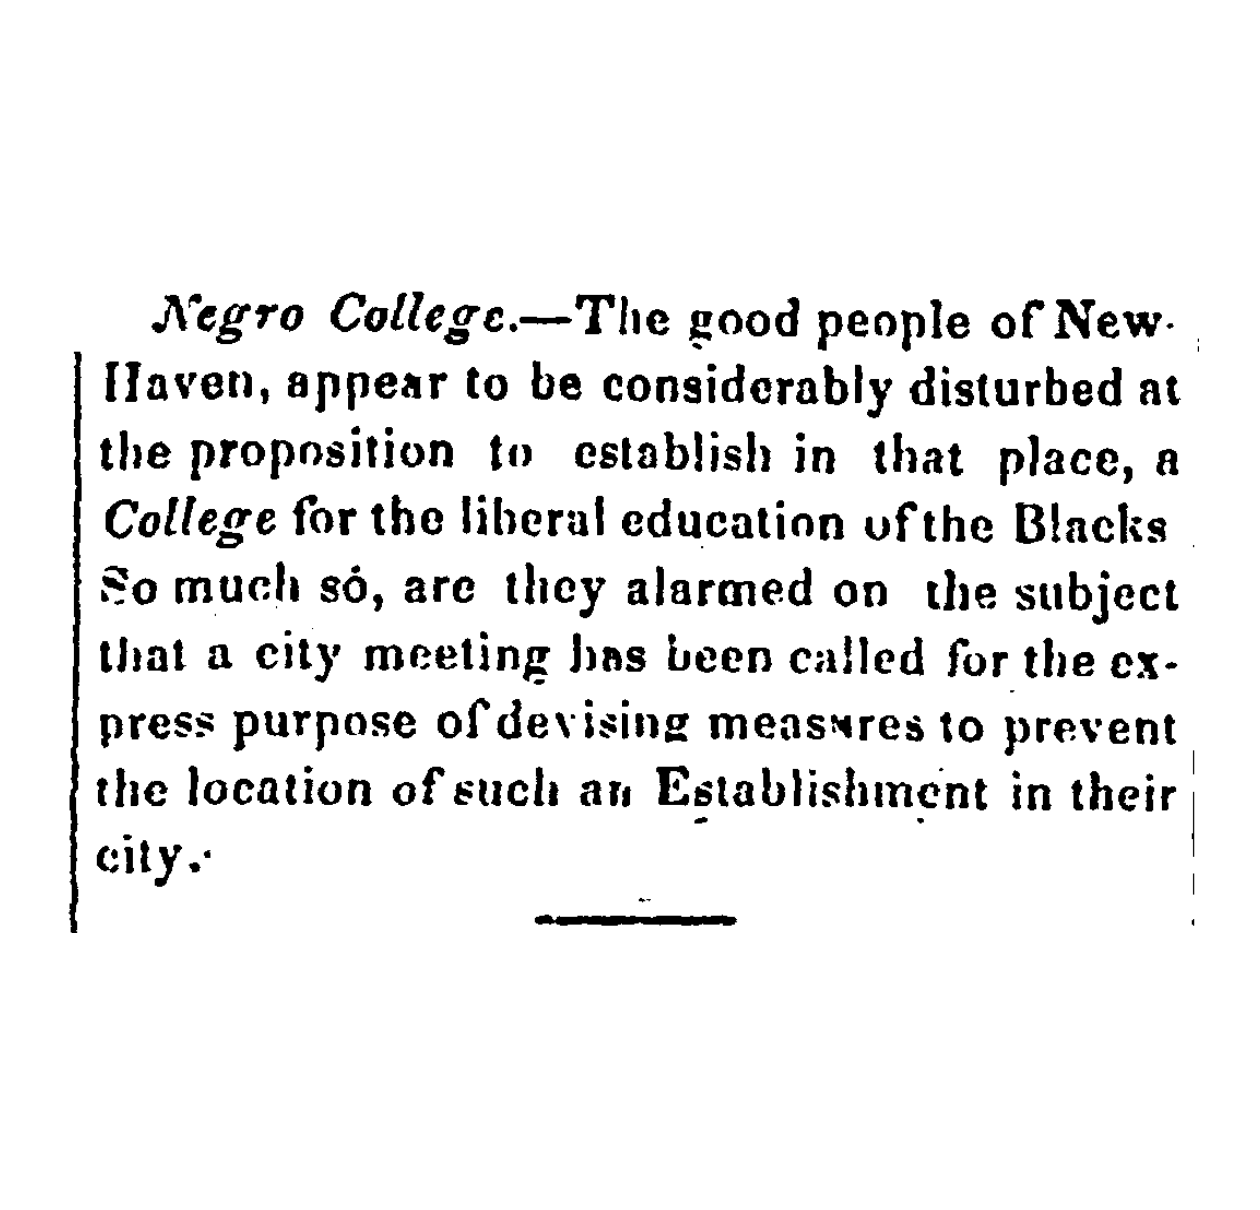 Negro College.—The good people of New-
Haven, appear to be considerably disturbed at
the proposition to establish in that place, a
College for the liberal education of the Blacks
So much so, are they alarmed on the subject
that a city meeting has been called for the ex-
press purpose of devising measures to prevent
the location of such an Establishment in their
city.